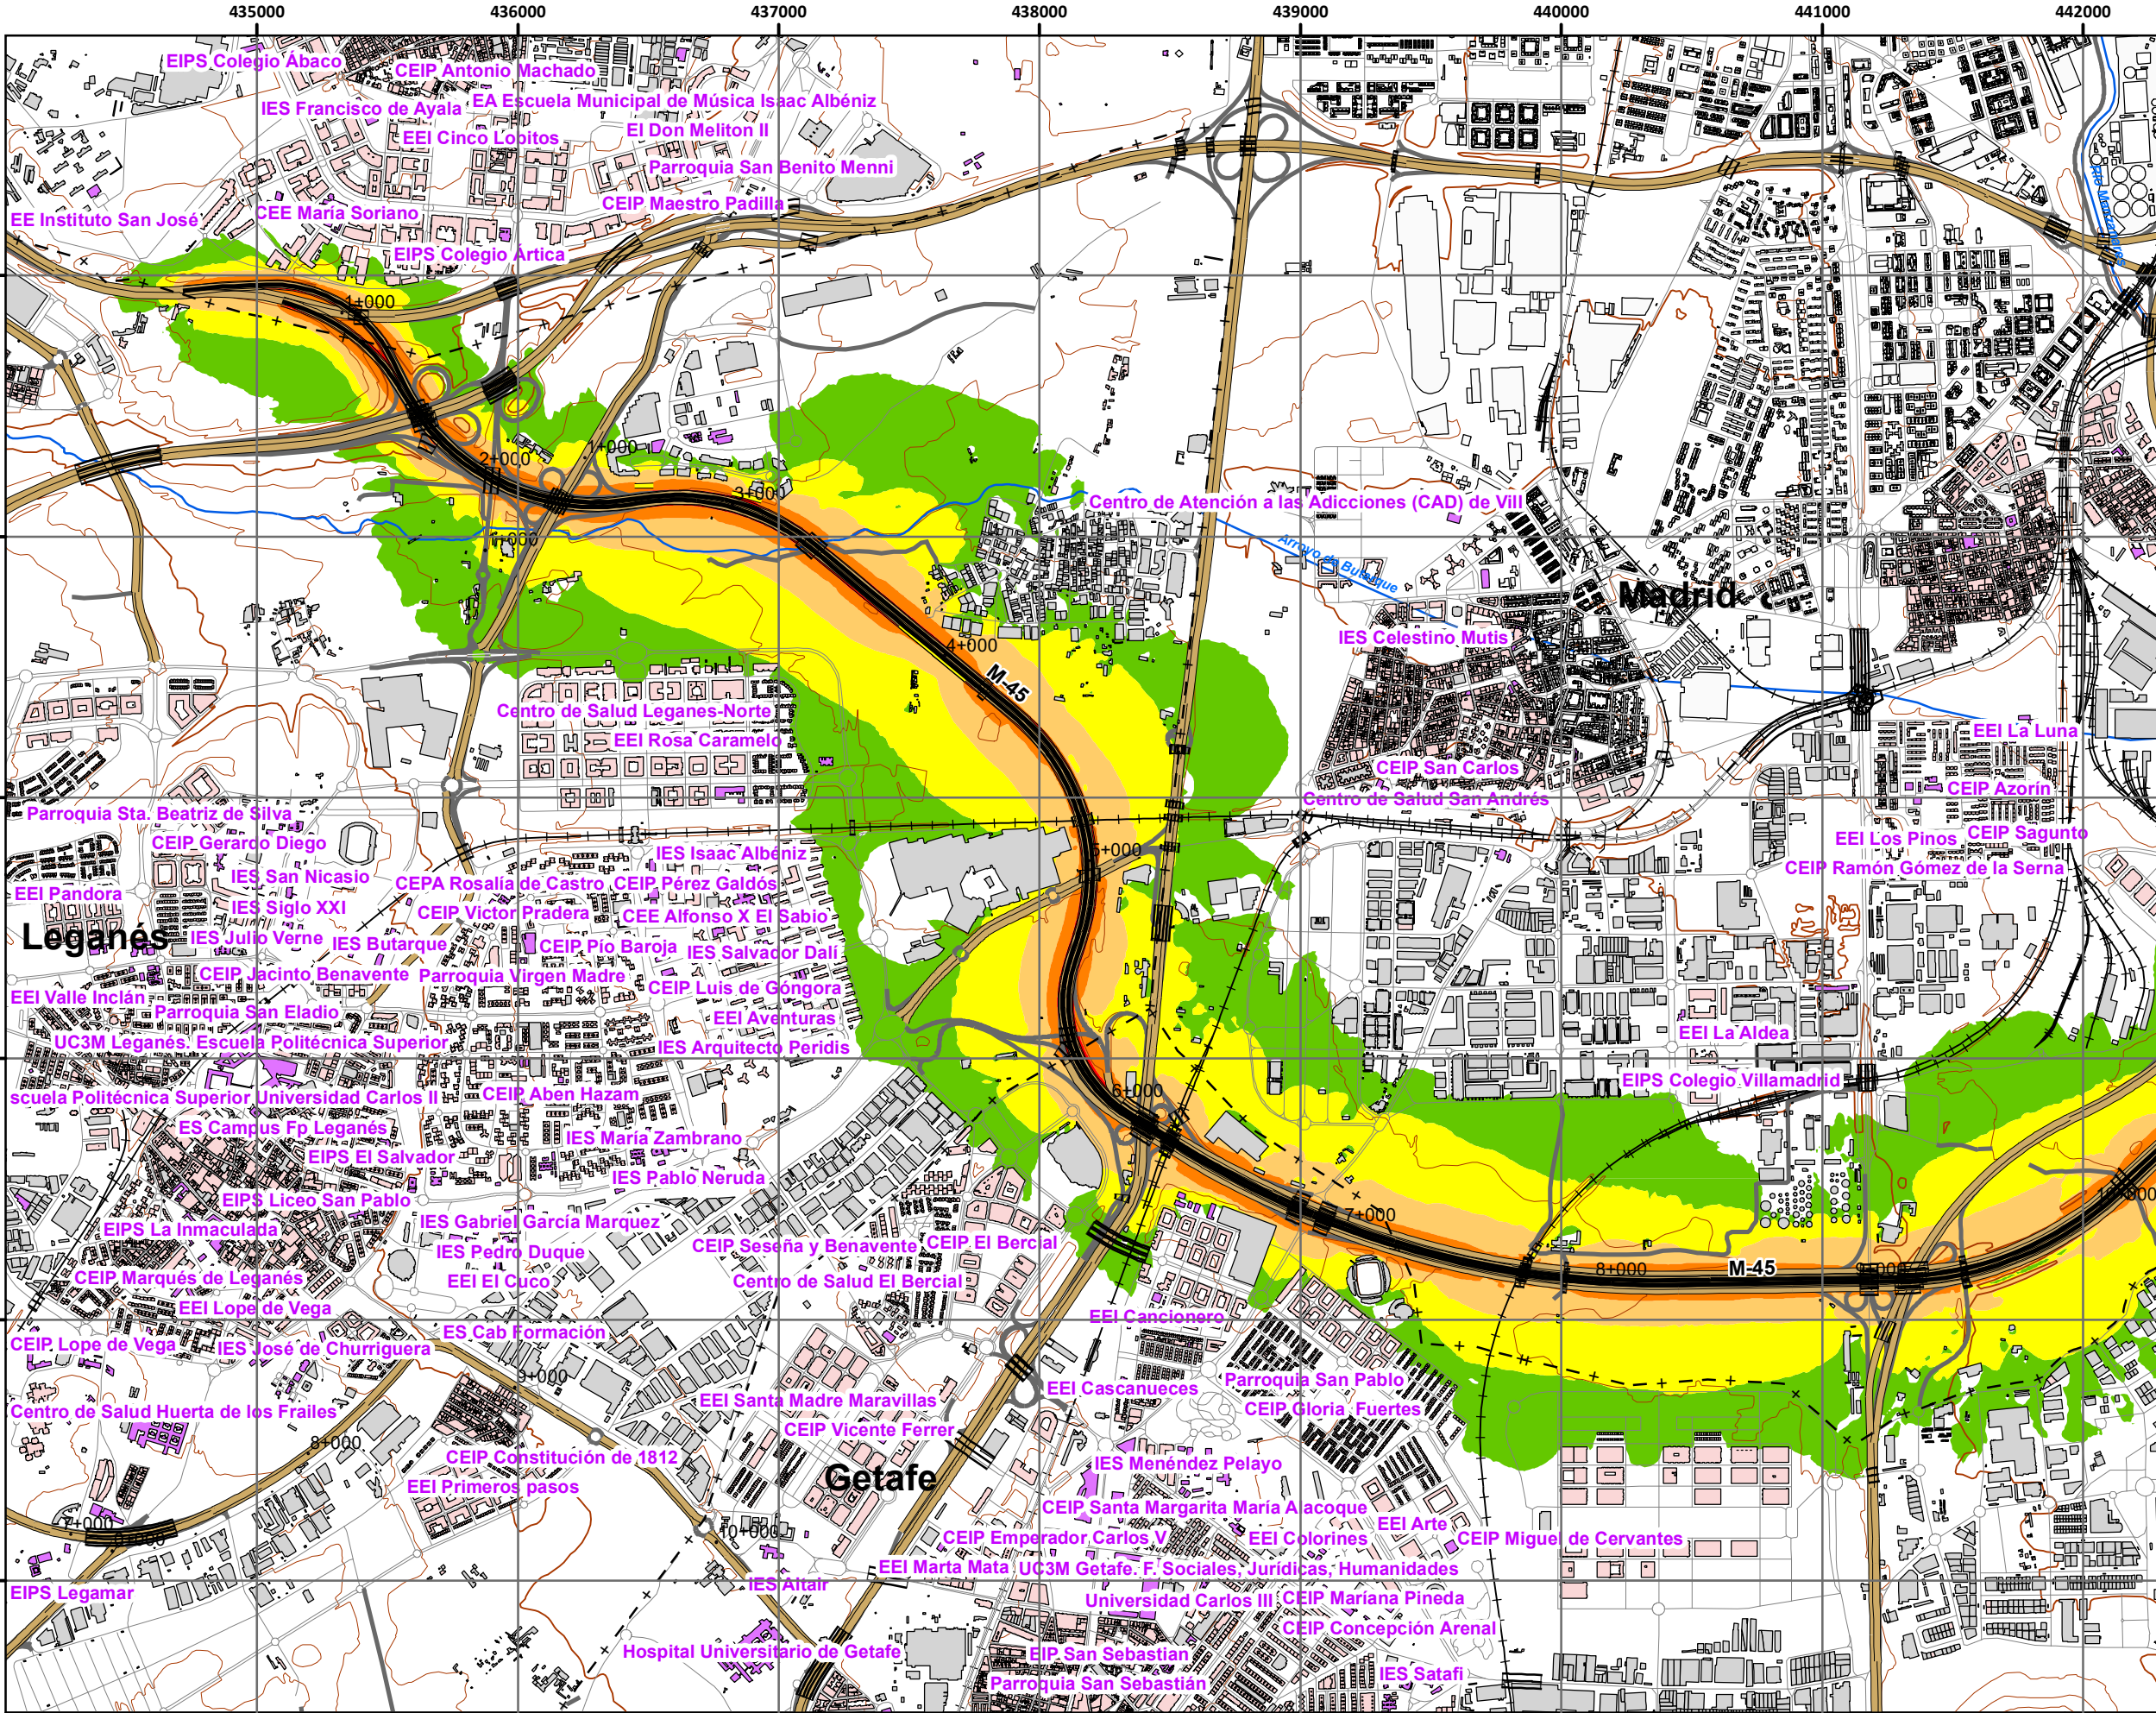 435000 436000 437000 438000 439000 440000 441000 442000
EIPS Colegio Ábaco
CEIP Antonio Machado
EA Escuela Municipal de Música Isaac Albéniz
IES Francisco de Ayala
EI Don Meliton II
EEI Cinco Lobitos
Parroquia San Benito Menni
CEIP Maestro Padilla
CEE María Soriano
EE Instituto San José
EIPS Colegio Ártica
Río Manzanares
1+000
1+000
2+000
3+000
Centro de Atención a las Adicciones (CAD) de Vill
1+000
Arroyo de Butarque
Madrid
IES Celestino Mutis
4+000
M-45
Centro de Salud Leganes-Norte
EEI La Luna
EEI Rosa Caramelo
CEIP San Carlos
CEIP Azorín
Centro de Salud San Andrés
Parroquia Sta. Beatriz de Silva
CEIP Sagunto
EEI Los Pinos
CEIP Gerardo Diego
5+000
IES Isaac Albéniz
CEIP Ramón Gómez de la Serna
IES San Nicasio
CEPA Rosalía de Castro
CEIP Pérez Galdós
EEI Pandora
IES Siglo XXI
CEIP Victor Pradera
CEE Alfonso X El Sabio
Leganés
IES Julio Verne
IES Butarque
CEIP Pío Baroja
IES Salvador Dalí
CEIP Jacinto Benavente
Parroquia Virgen Madre
CEIP Luis de Góngora
EEI Valle Inclán
Parroquia San Eladio
EEI Aventuras
EEI La Aldea
UC3M Leganés. Escuela Politécnica Superior
IES Arquitecto Peridis
EIPS Colegio Villamadrid
6+000
scuela Politécnica Superior Universidad Carlos II
CEIP Aben Hazam
ES Campus Fp Leganés
IES María Zambrano
EIPS El Salvador
IES Pablo Neruda
EIPS Liceo San Pablo
7+000
IES Gabriel García Marquez
EIPS La Inmaculada
CEIP Seseña y Benavente
CEIP El Bercial
IES Pedro Duque
8+000
M-45
9+000
10+000
CEIP Marqués de Leganés
EEI El Cuco
Centro de Salud El Bercial
EEI Lope de Vega
EEI Cancionero
ES Cab Formación
CEIP Lope de Vega
IES José de Churriguera
9+000
Parroquia San Pablo
EEI Cascanueces
EEI Santa Madre Maravillas
CEIP Gloria Fuertes
Centro de Salud Huerta de los Frailes
CEIP Vicente Ferrer
8+000
CEIP Constitución de 1812
IES Menéndez Pelayo
Getafe
EEI Primeros pasos
CEIP Santa Margarita María Alacoque
7+000
EEI Arte
10+000
CEIP Emperador Carlos V
EEI Colorines
CEIP Miguel de Cervantes
EEI Marta Mata
UC3M Getafe. F. Sociales, Jurídicas, Humanidades
IES Altair
EIPS Legamar
Universidad Carlos III
CEIP Mariana Pineda
CEIP Concepción Arenal
Hospital Universitario de Getafe
EIP San Sebastian
IES Satafi
Parroquia San Sebastián